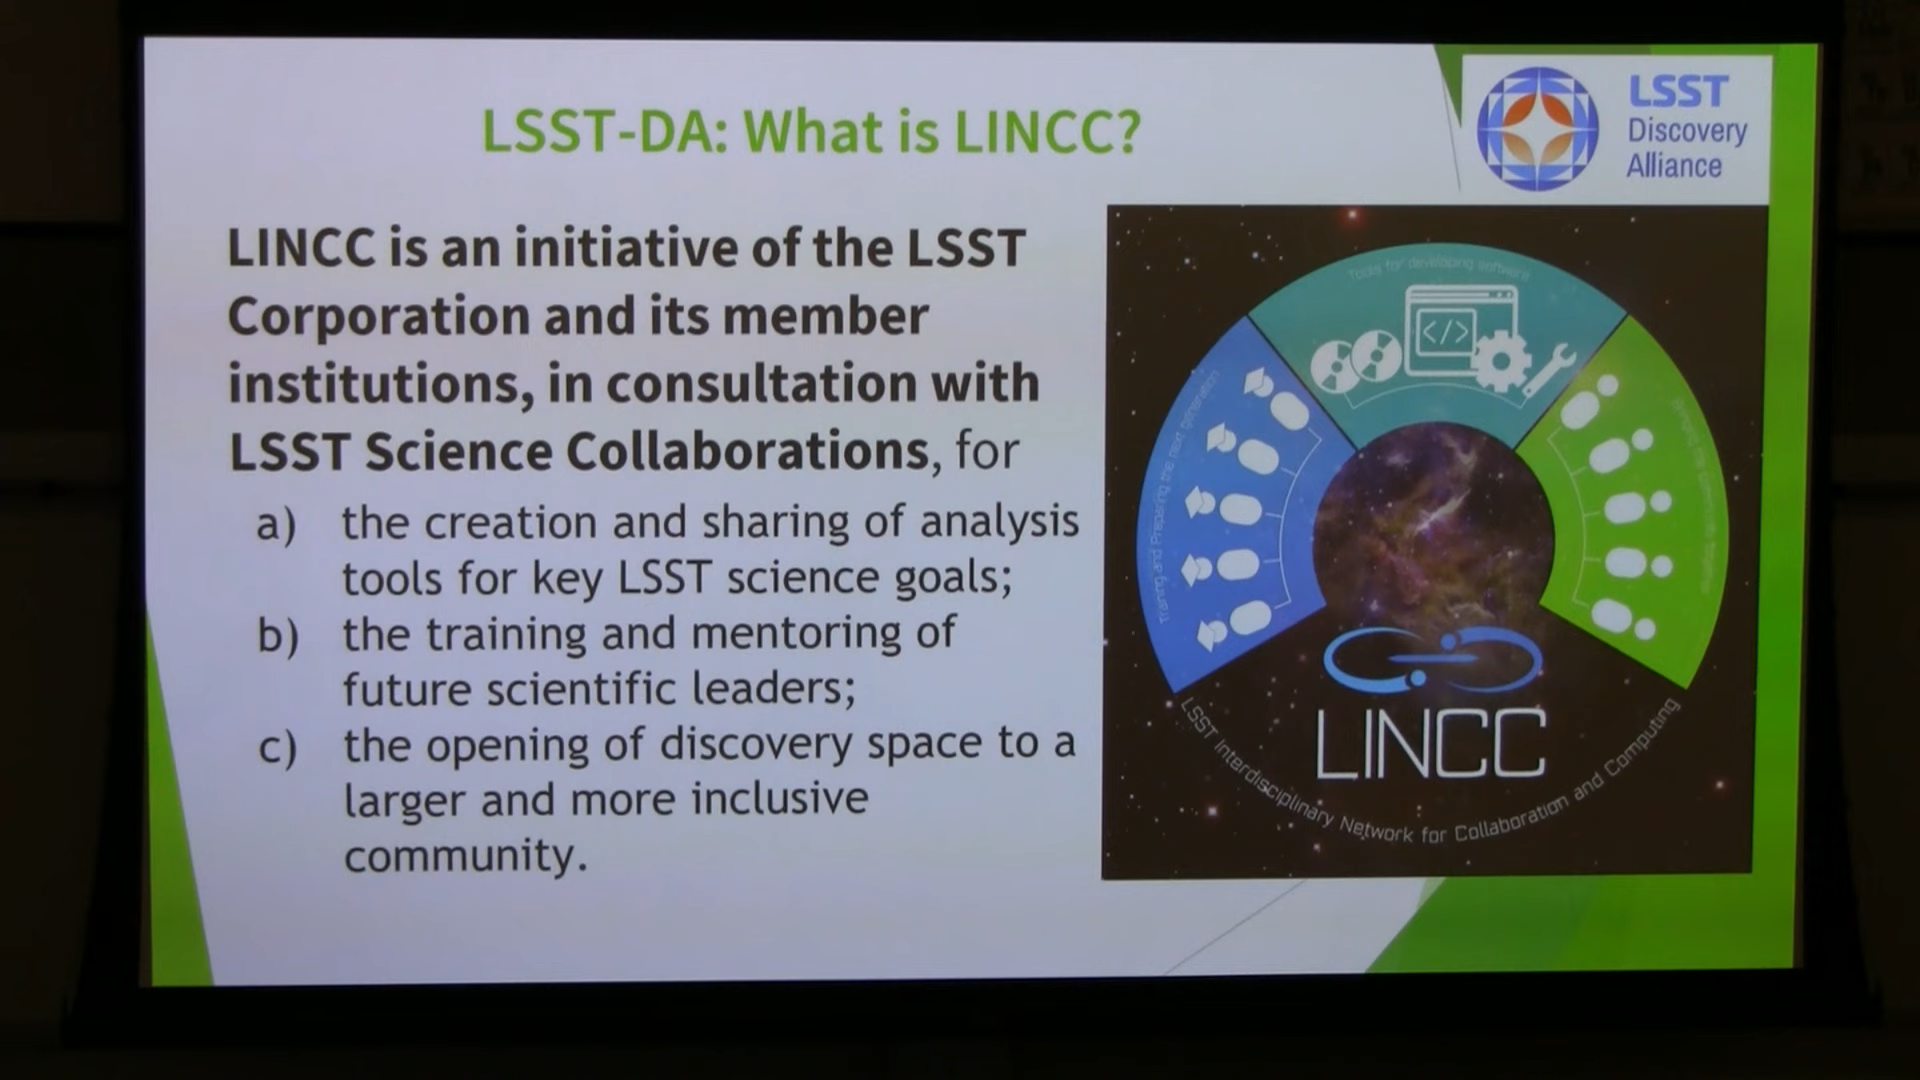 LSST-DA: What is LINCC?
LSST
Discovery
Alliance
LINCC is an initiative of the LSST
Corporation and its member
institutions, in consultation with
LSST Science Collaborations, for
a) the creation and sharing of analysis
tools for key LSST science goals;
b) the training and mentoring of
future scientific leaders;
c) the opening of discovery space to a
larger and more inclusive
community.
Tools for developing software
</>
Training and Preparing the next generation
LINCC
LSST Interdisciplinary Network for Collaboration and Computing